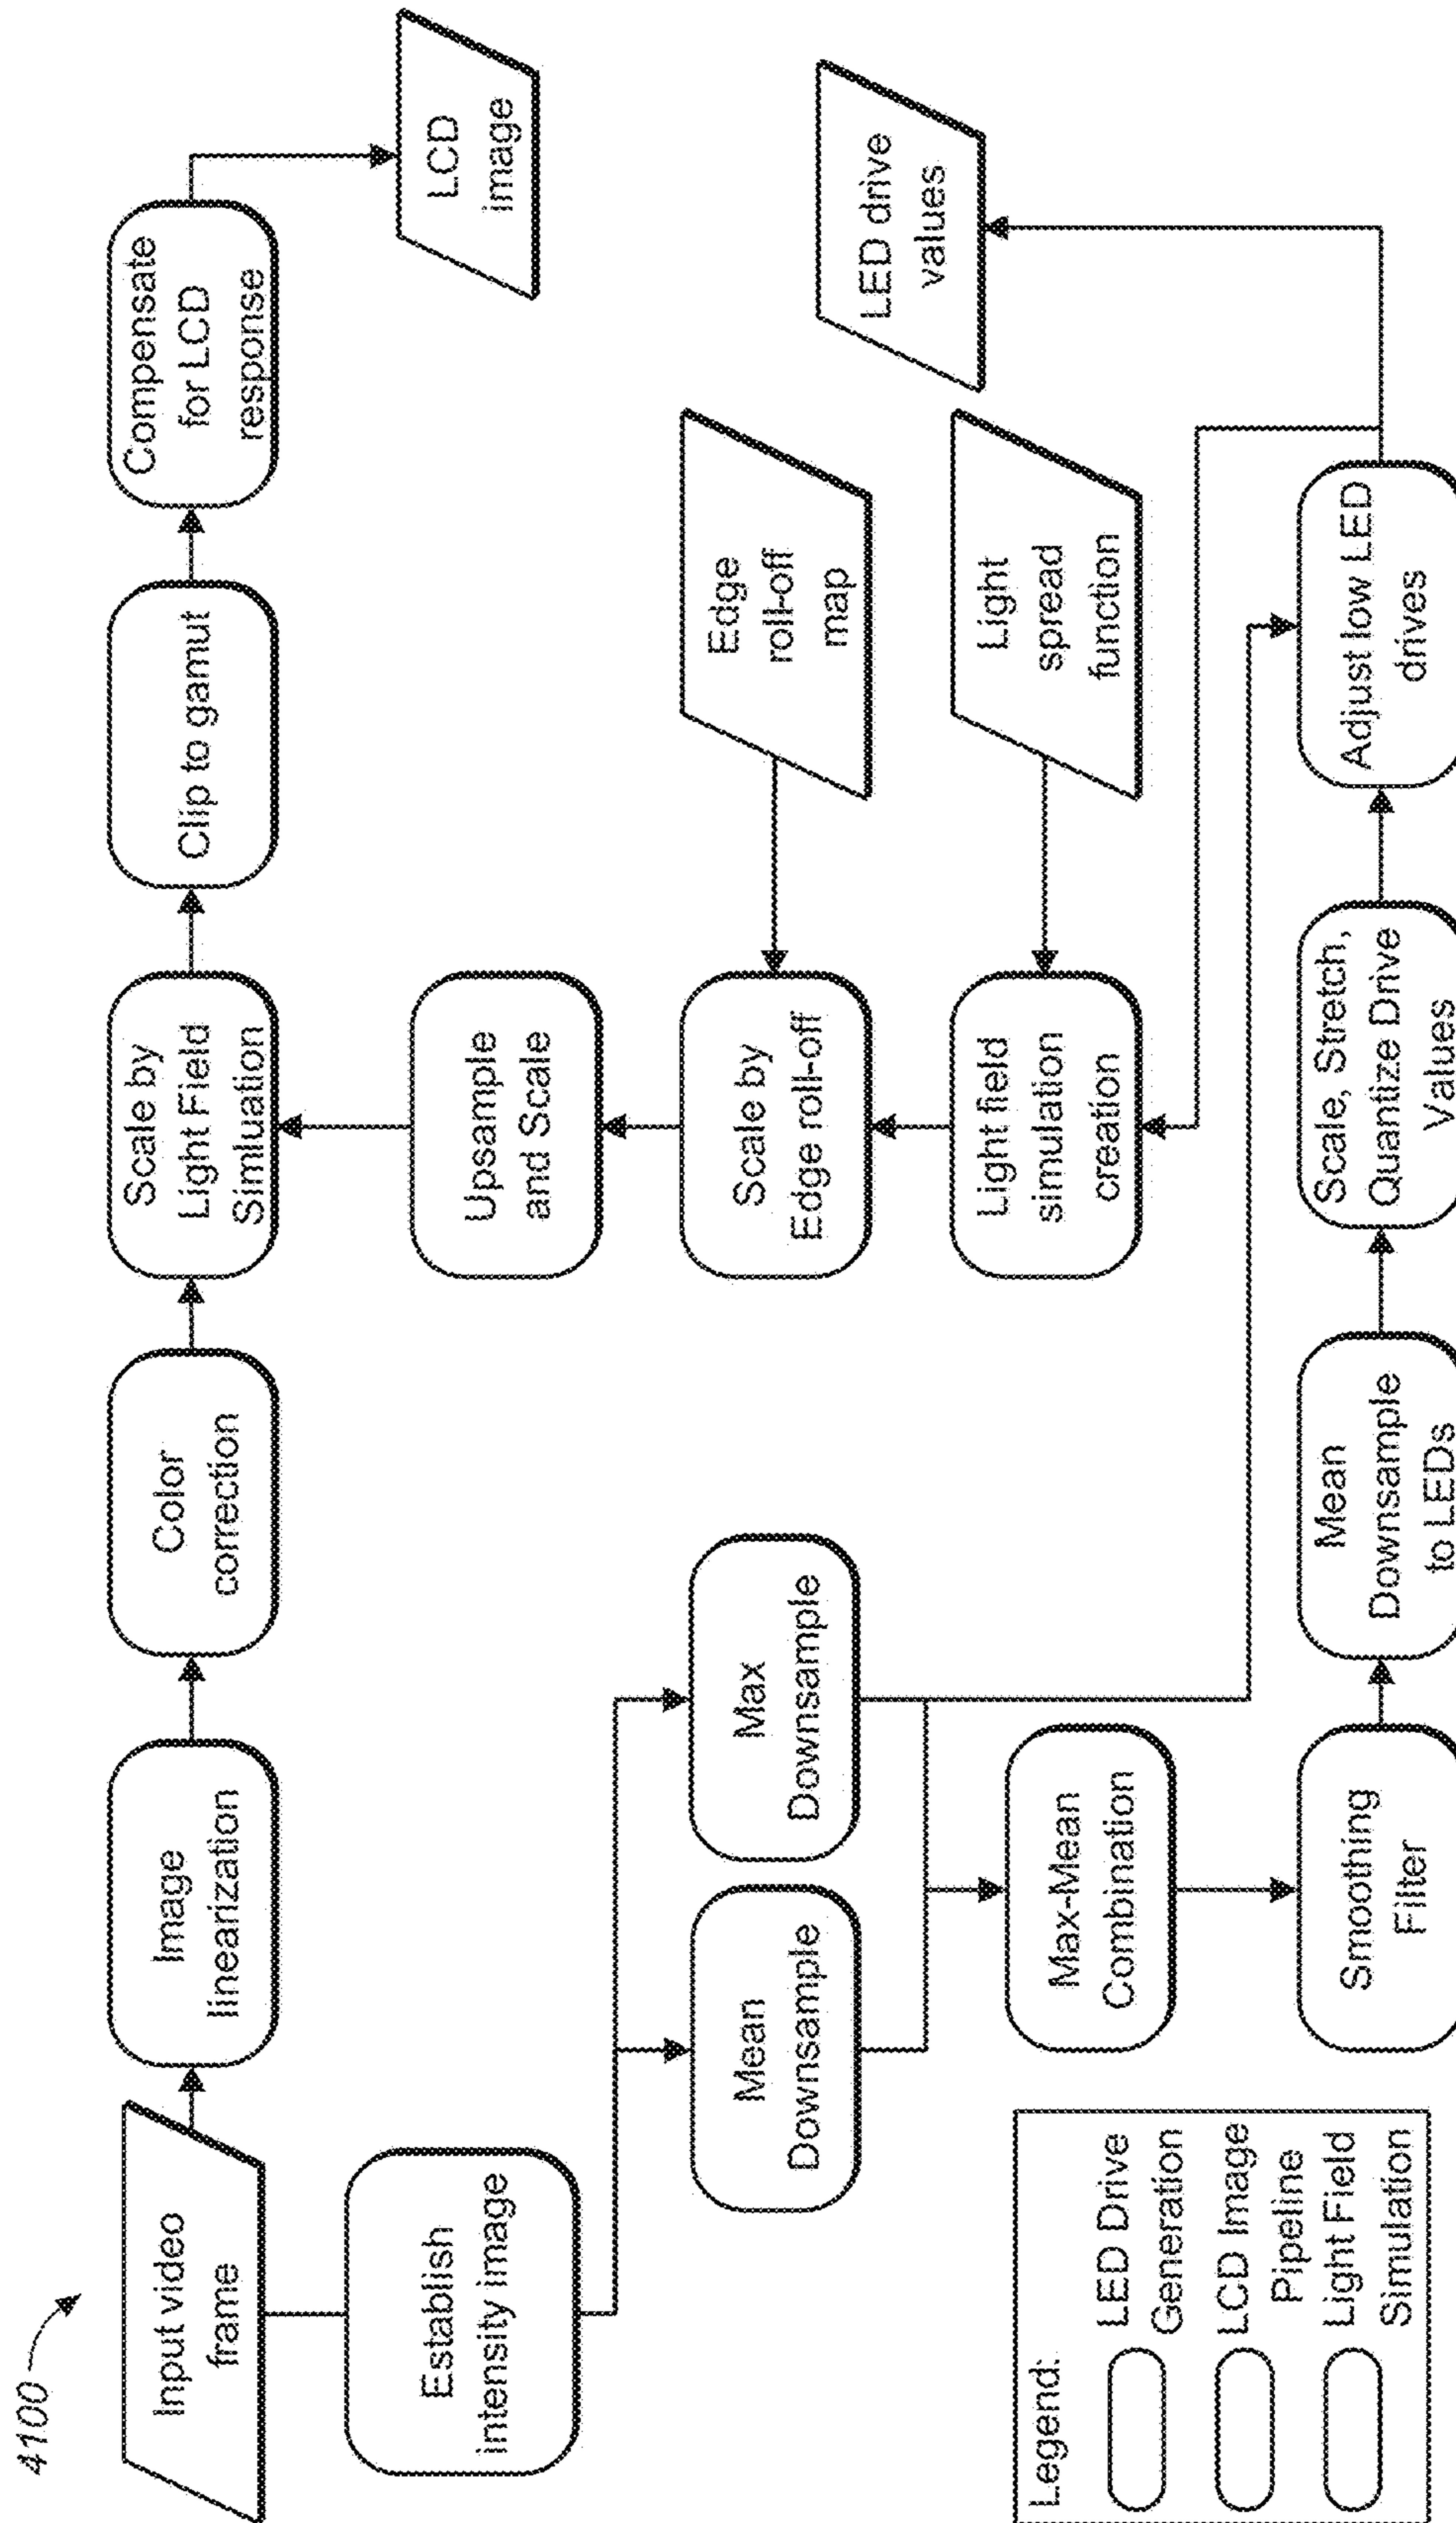 4100
Input video
frame
Image
linearization
Color
correction
Scale by
Light Field
Simluation
Clip to gamut
Compensate
for LCD
response
LCD
image
Establish
intensity image
Upsample
and Scale
Mean
Downsample
Max
Downsample
Scale by
Edge roll-off
Edge
roll-off
map
LED drive
values
Max-Mean
Combination
Light field
simulation
creation
Light
spread
function
Smoothing
Filter
Mean
Downsample
to LEDs
Scale, Stretch,
Quantize Drive
Values
Adjust low LED
drives
Legend:
LED Drive
Generation
LCD Image
Pipeline
Light Field
Simulation